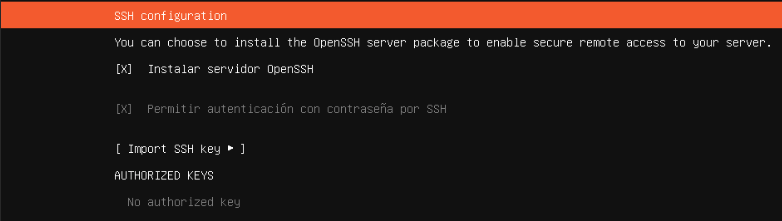 SSH configuration
You can choose to install the OpenSSH server package to enable secure remote access to your server.
[X] Instalar servidor OpenSSH
[X] Permitir autenticación con contraseña por SSH
[ Import SSH key ▸ ]
AUTHORIZED KEYS
No authorized key